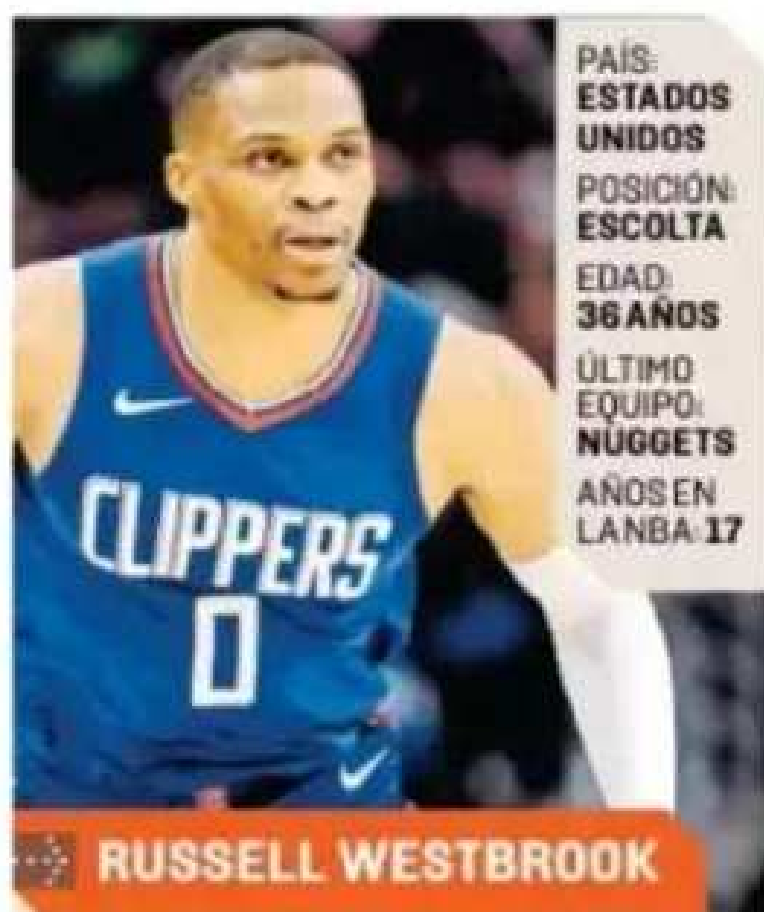 PAÍS:
ESTADOS
UNIDOS
POSICIÓN:
ESCOLTA
EDAD:
36 AÑOS
ÚLTIMO
EQUIPO:
NUGGETS
AÑOS EN
LA NBA: 17
CLIPPERS
0
RUSSELL WESTBROOK